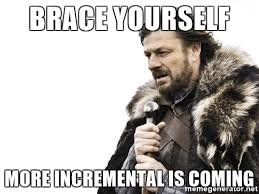 BRACE YOURSELF
MORE INCREMENTAL IS COMING
memegenerator.net